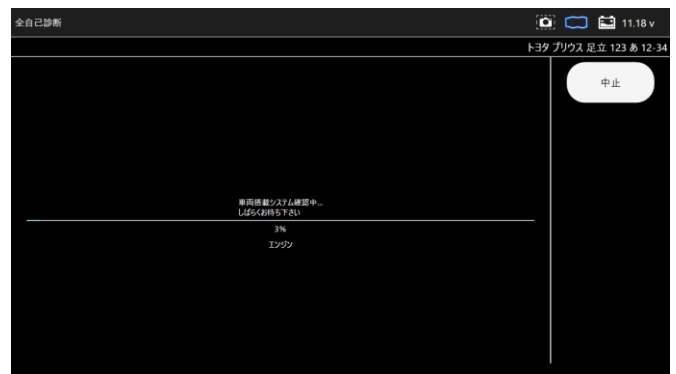 全自己診断
11.18 v
トヨタ プリウス 足立 123 あ 12-34
中止
車両搭載システム確認中...
しばらくお待ち下さい
3%
エンジン